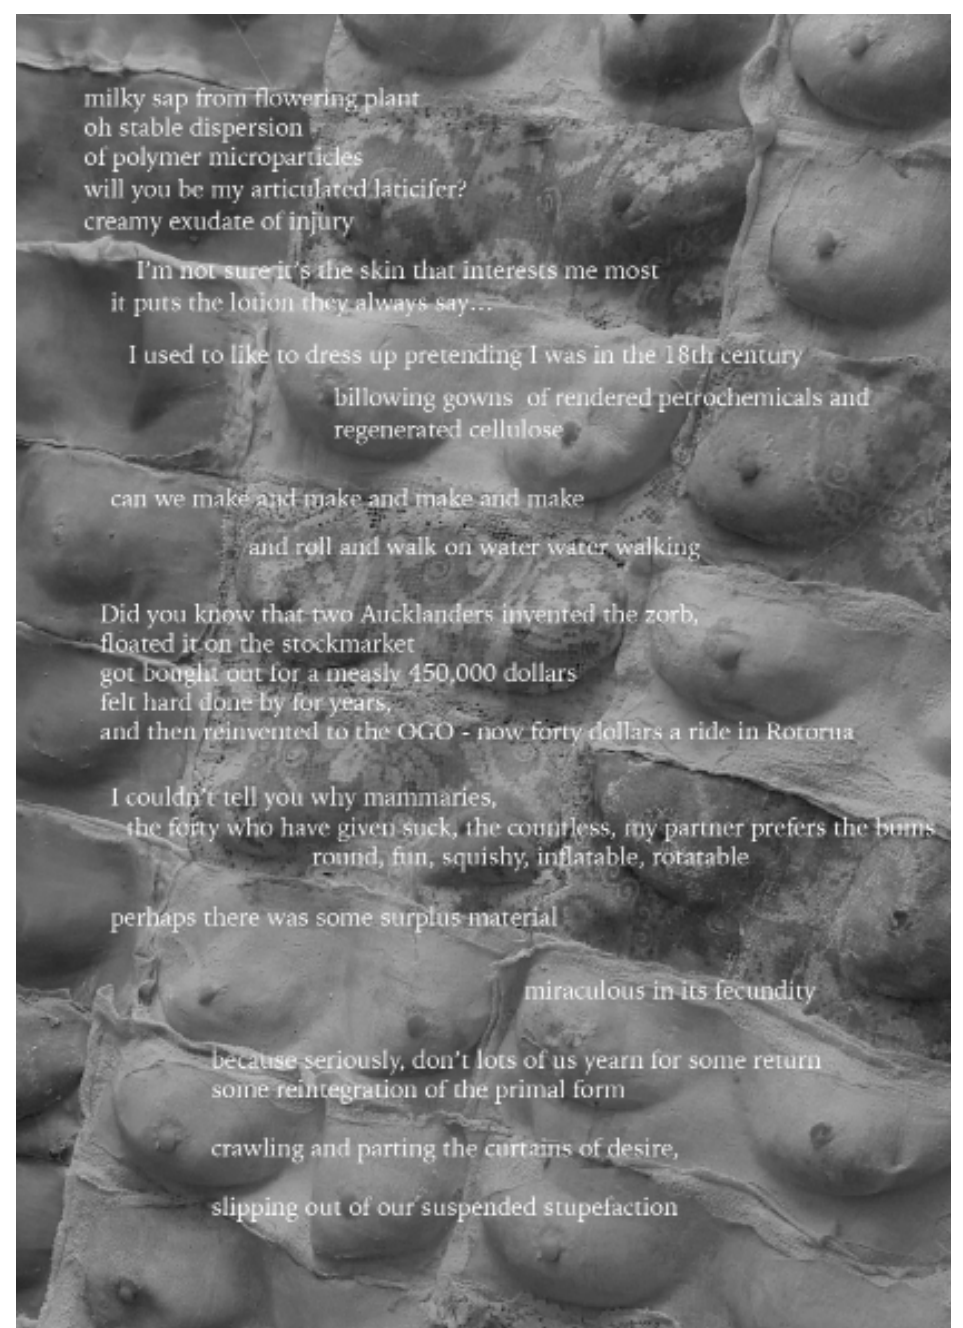 milky sap from flowering plant
oh stable dispersion
of polymer microparticles
will you be my articulated laticifer?
creamy exudate of injury
I'm not sure it's the skin that interests me most
it puts the lotion they always say...
I used to like to dress up pretending I was in the 18th century
billowing gowns of rendered petrochemicals and
regenerated cellulose
can we make and make and make and make
and roll and walk on water water walking
Did you know that two Aucklanders invented the zorb,
floated it on the stockmarket
got bought out for a measly 450,000 dollars
felt hard done by for years,
and then reinvented to the OGO - now forty dollars a ride in Rotorua
I couldn't tell you why mammaries,
the forty who have given suck, the countless, my partner prefers the bums
round, fun, squishy, inflatable, rotatable
perhaps there was some surplus material
miraculous in its fecundity
because seriously, don't lots of us yearn for some return
some reintegration of the primal form
crawling and parting the curtains of desire,
slipping out of our suspended stupefaction